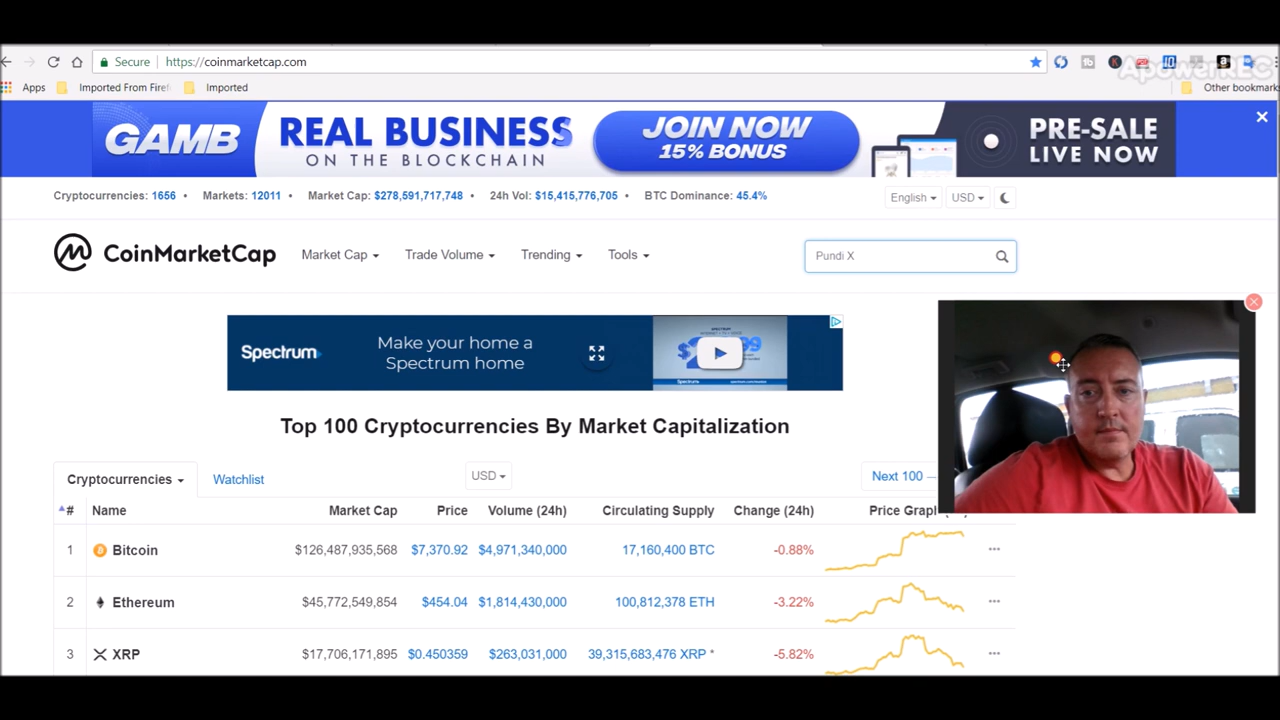 ApowerREC
Secure https://coinmarketcap.com
Apps Imported From Firef Imported Other bookmark
GAMB REAL BUSINESS ON THE BLOCKCHAIN JOIN NOW 15% BONUS PRE-SALE LIVE NOW
Cryptocurrencies: 1656 • Markets: 12011 • Market Cap: $278,591,717,748 • 24h Vol: $15,415,776,705 • BTC Dominance: 45.4% English USD
CoinMarketCap Market Cap Trade Volume Trending Tools Pundi X
Spectrum Make your home a
Spectrum home
Top 100 Cryptocurrencies By Market Capitalization
Cryptocurrencies Watchlist USD Next 100
# Name Market Cap Price Volume (24h) Circulating Supply Change (24h) Price Graph
1 Bitcoin $126,487,935,568 $7,370.92 $4,971,340,000 17,160,400 BTC -0.88%
2 Ethereum $45,772,549,854 $454.04 $1,814,430,000 100,812,378 ETH -3.22%
3 XRP $17,706,171,895 $0.450359 $263,031,000 39,315,683,476 XRP * -5.82%